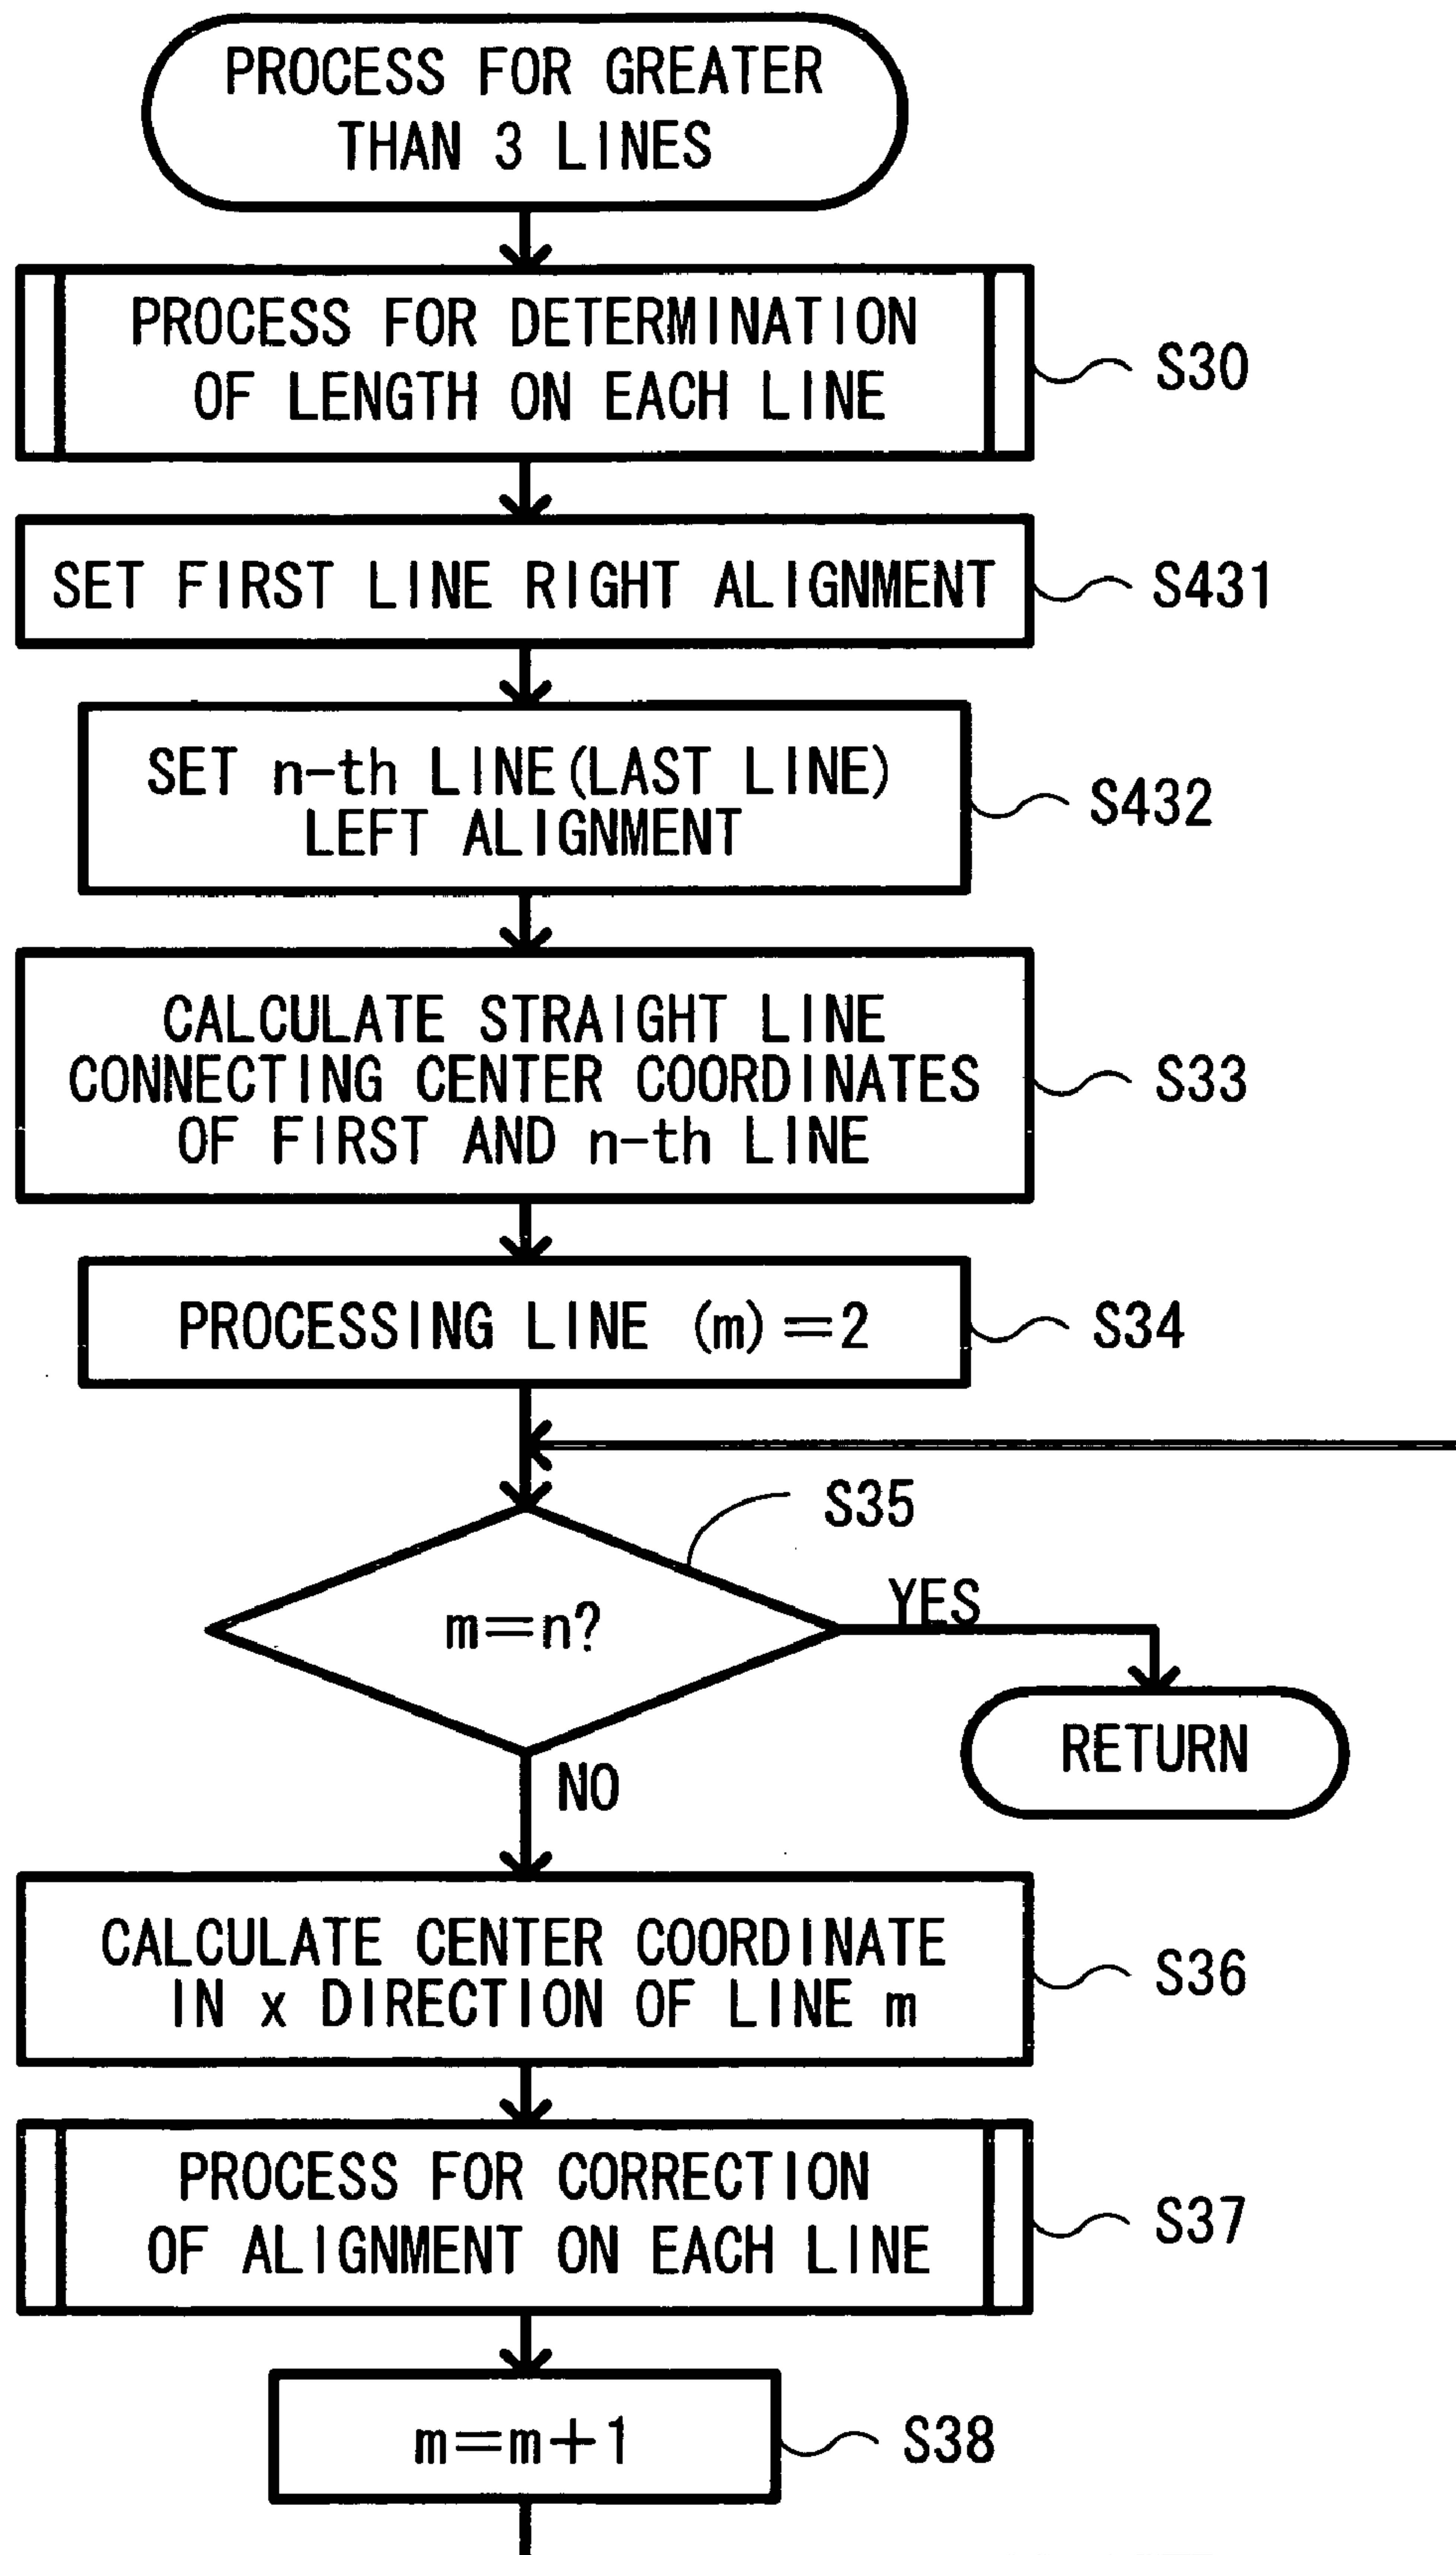 PROCESS FOR GREATER
THAN 3 LINES
PROCESS FOR DETERMINATION
OF LENGTH ON EACH LINE
S30
SET FIRST LINE RIGHT ALIGNMENT
S431
SET n-th LINE(LAST LINE)
LEFT ALIGNMENT
S432
CALCULATE STRAIGHT LINE
CONNECTING CENTER COORDINATES
OF FIRST AND n-th LINE
S33
PROCESSING LINE (m)=2
S34
S35
m=n?
YES
RETURN
NO
CALCULATE CENTER COORDINATE
IN x DIRECTION OF LINE m
S36
PROCESS FOR CORRECTION
OF ALIGNMENT ON EACH LINE
S37
m=m+1
S38